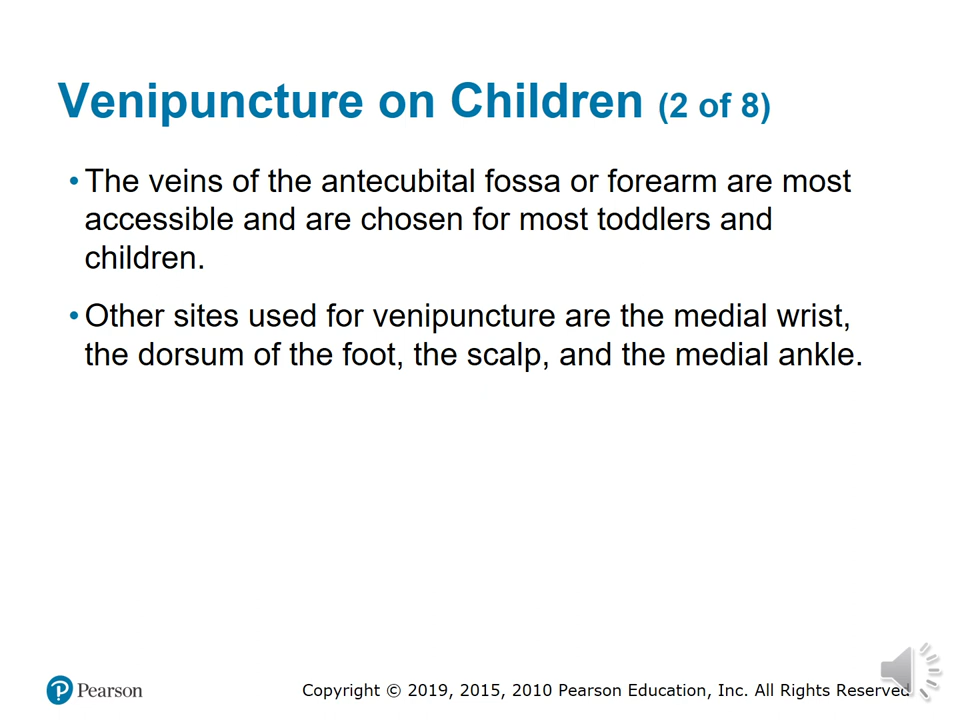 Venipuncture on Children (2 of 8)
• The veins of the antecubital fossa or forearm are most
accessible and are chosen for most toddlers and
children.
• Other sites used for venipuncture are the medial wrist,
the dorsum of the foot, the scalp, and the medial ankle.
Pearson
Copyright © 2019, 2015, 2010 Pearson Education, Inc. All Rights Reserved